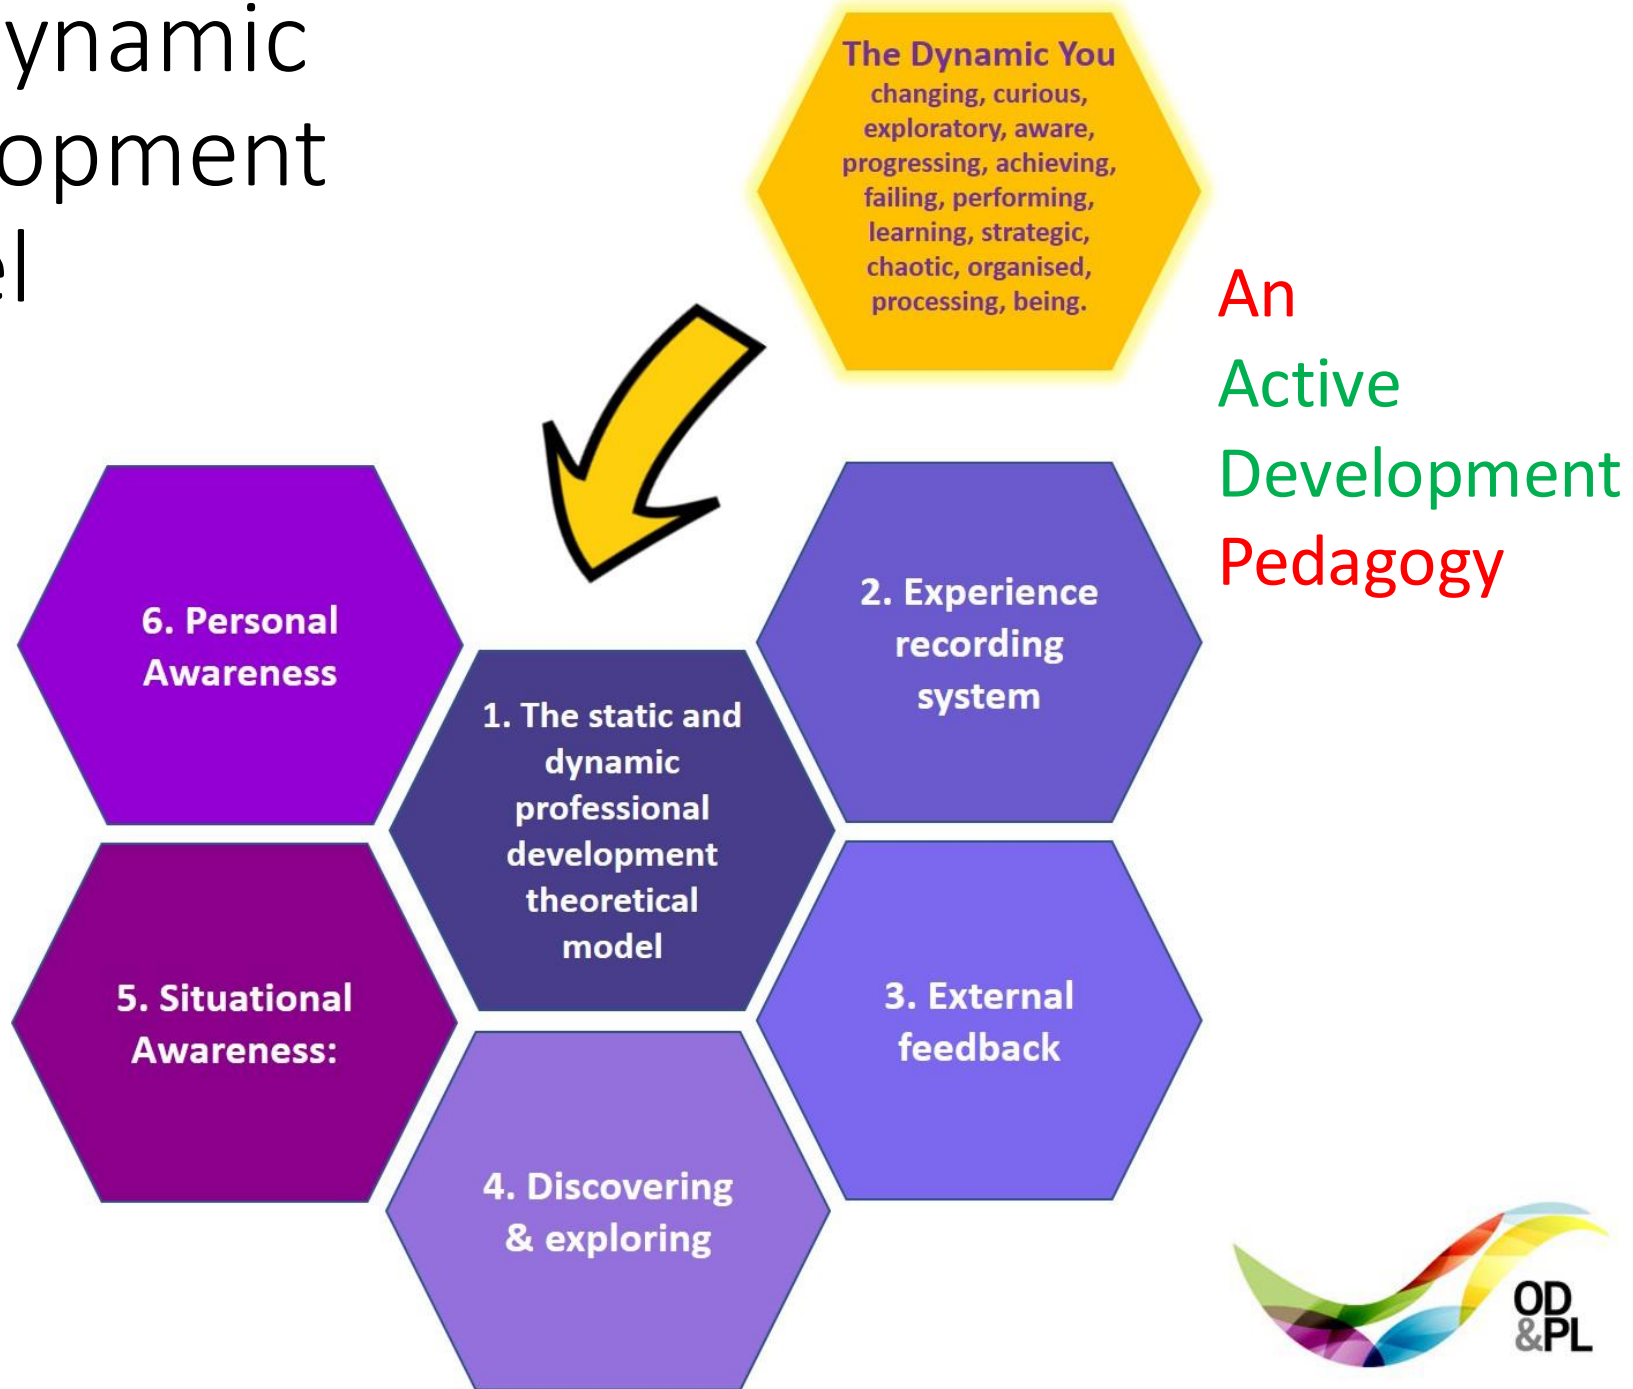 ynamic
opment
el
The Dynamic You
changing, curious,
exploratory, aware,
progressing, achieving,
failing, performing,
learning, strategic,
chaotic, organised,
processing, being.
An
Active
Development
Pedagogy
6. Personal
Awareness
2. Experience
recording
system
1. The static and
dynamic
professional
development
theoretical
model
5. Situational
Awareness:
3. External
feedback
4. Discovering
& exploring
OD
&PL